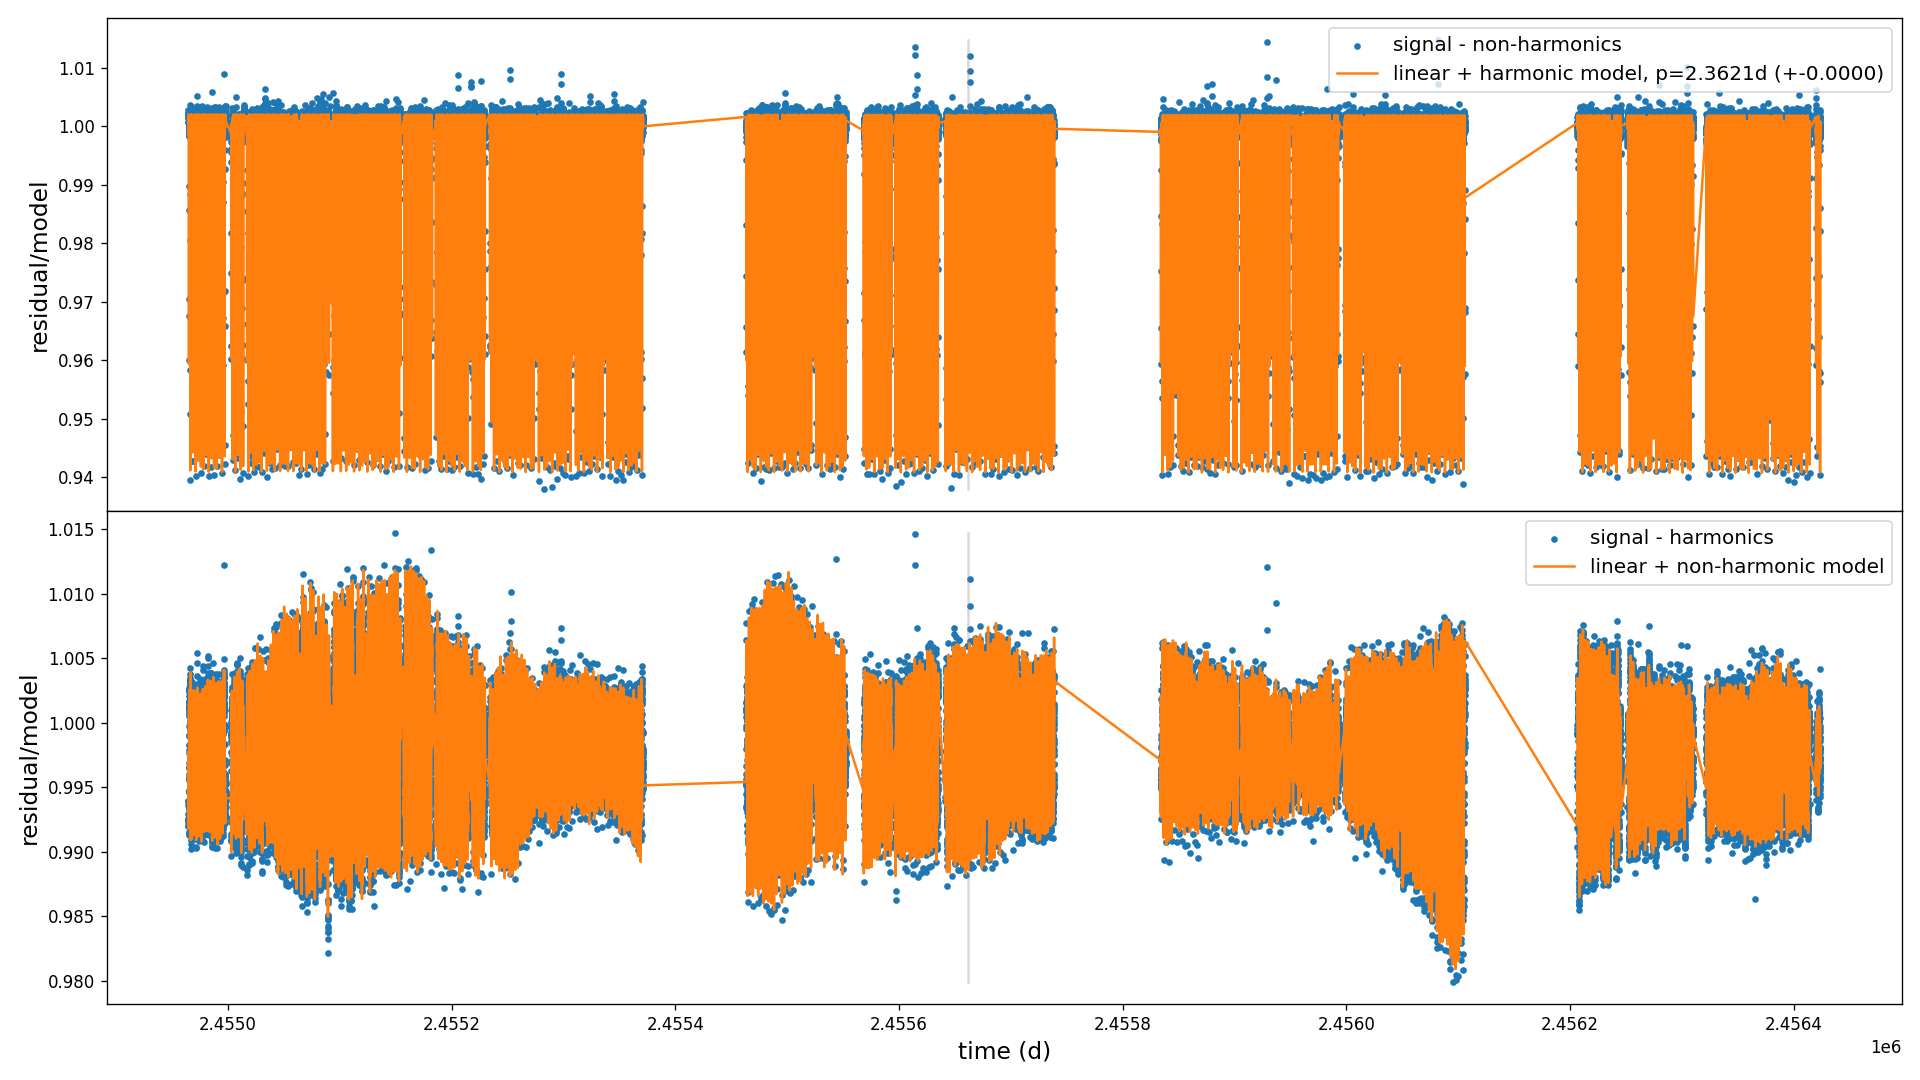 signal - non-harmonics
linear + harmonic model, p=2.3621d (+-0.0000)
1.01
1.00
0.99
0.98
0.97
0.96
0.95
0.94
residual/model
signal - harmonics
linear + non-harmonic model
1.015
1.010
1.005
1.000
0.995
0.990
0.985
0.980
residual/model
2.4550 2.4552 2.4554 2.4556 2.4558 2.4560 2.4562 2.4564
1e6
time (d)